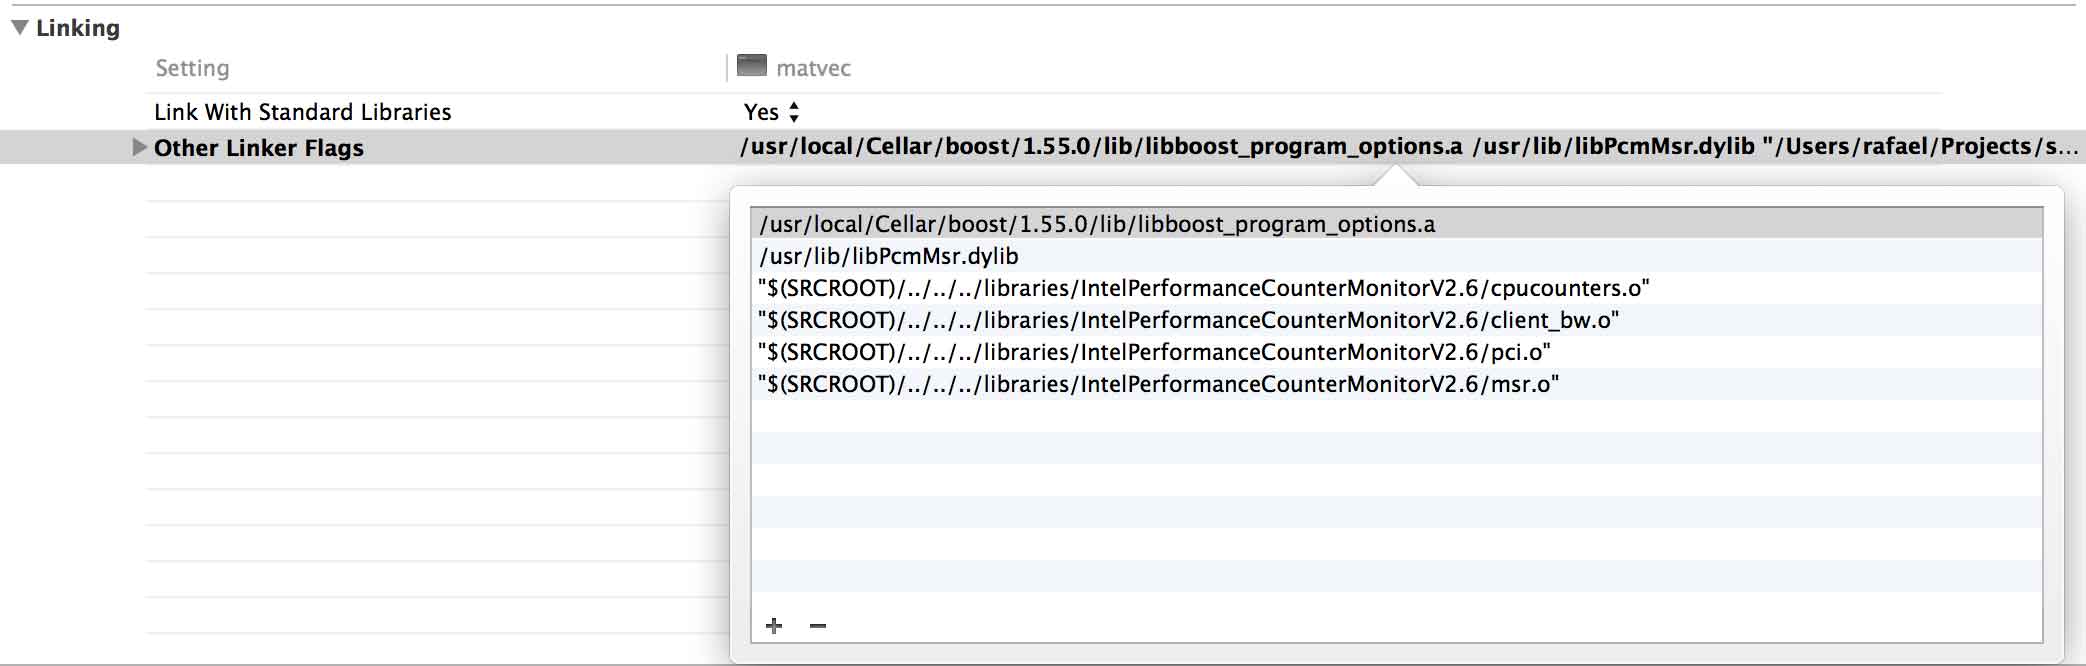 Linking
Setting matvec
Link With Standard Libraries Yes
Other Linker Flags /usr/local/Cellar/boost/1.55.0/lib/libboost_program_options.a /usr/lib/libPcmMsr.dylib "/Users/rafael/Projects/s...
/usr/local/Cellar/boost/1.55.0/lib/libboost_program_options.a
/usr/lib/libPcmMsr.dylib
"$(SRCROOT)/../../../libraries/IntelPerformanceCounterMonitorV2.6/cpucounters.o"
"$(SRCROOT)/../../../libraries/IntelPerformanceCounterMonitorV2.6/client_bw.o"
"$(SRCROOT)/../../../libraries/IntelPerformanceCounterMonitorV2.6/pci.o"
"$(SRCROOT)/../../../libraries/IntelPerformanceCounterMonitorV2.6/msr.o"